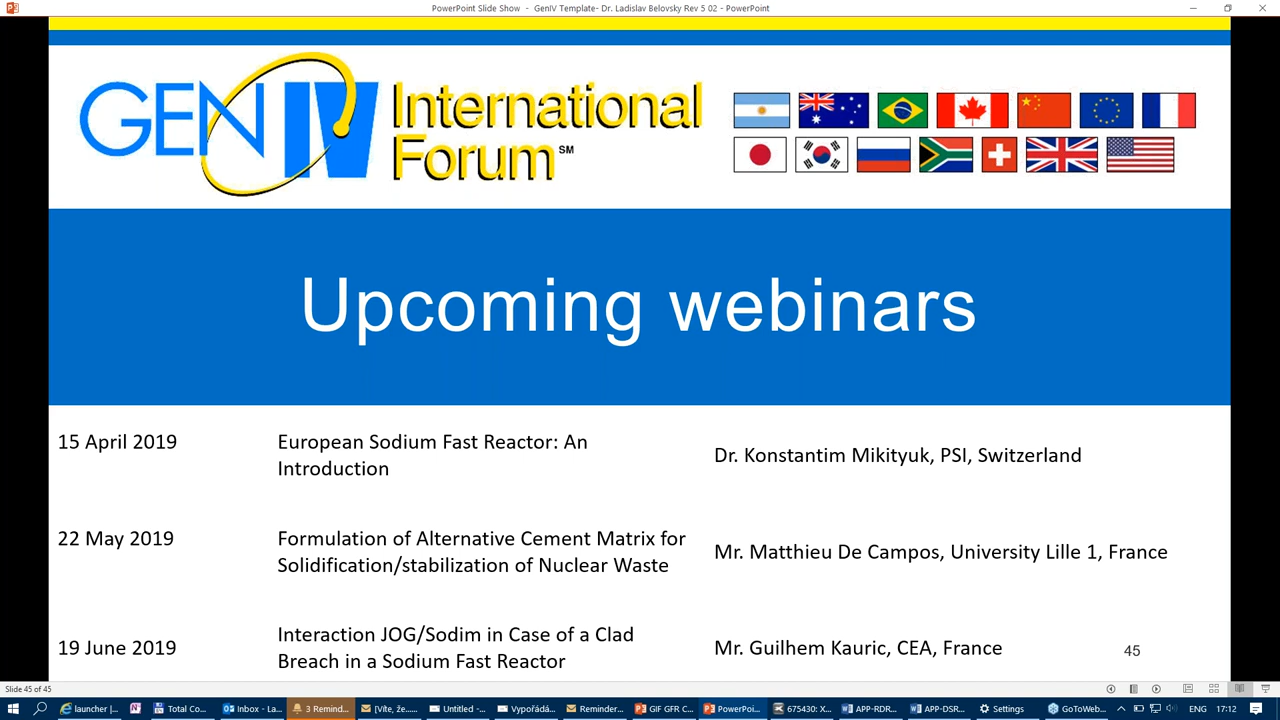 PowerPoint Slide Show - GenIV Template- Dr. Ladislav Belovsky Rev 5 02 - PowerPoint
GEN IV International
Forum SM
Upcoming webinars
15 April 2019
European Sodium Fast Reactor: An
Introduction
Dr. Konstantim Mikityuk, PSI, Switzerland
22 May 2019
Formulation of Alternative Cement Matrix for
Solidification/stabilization of Nuclear Waste
Mr. Matthieu De Campos, University Lille 1, France
19 June 2019
Interaction JOG/Sodim in Case of a Clad
Breach in a Sodium Fast Reactor
Mr. Guilhem Kauric, CEA, France
45
Slide 45 of 45
launcher |... Total Co... Inbox - La... 3 Remind... [Vite, že.... Untitled -... Vypořád... Reminder... GIF GFR C... PowerPoi... 675430: X... APP-RDR... APP-DSR... Settings GoToWeb... ENG 17:12